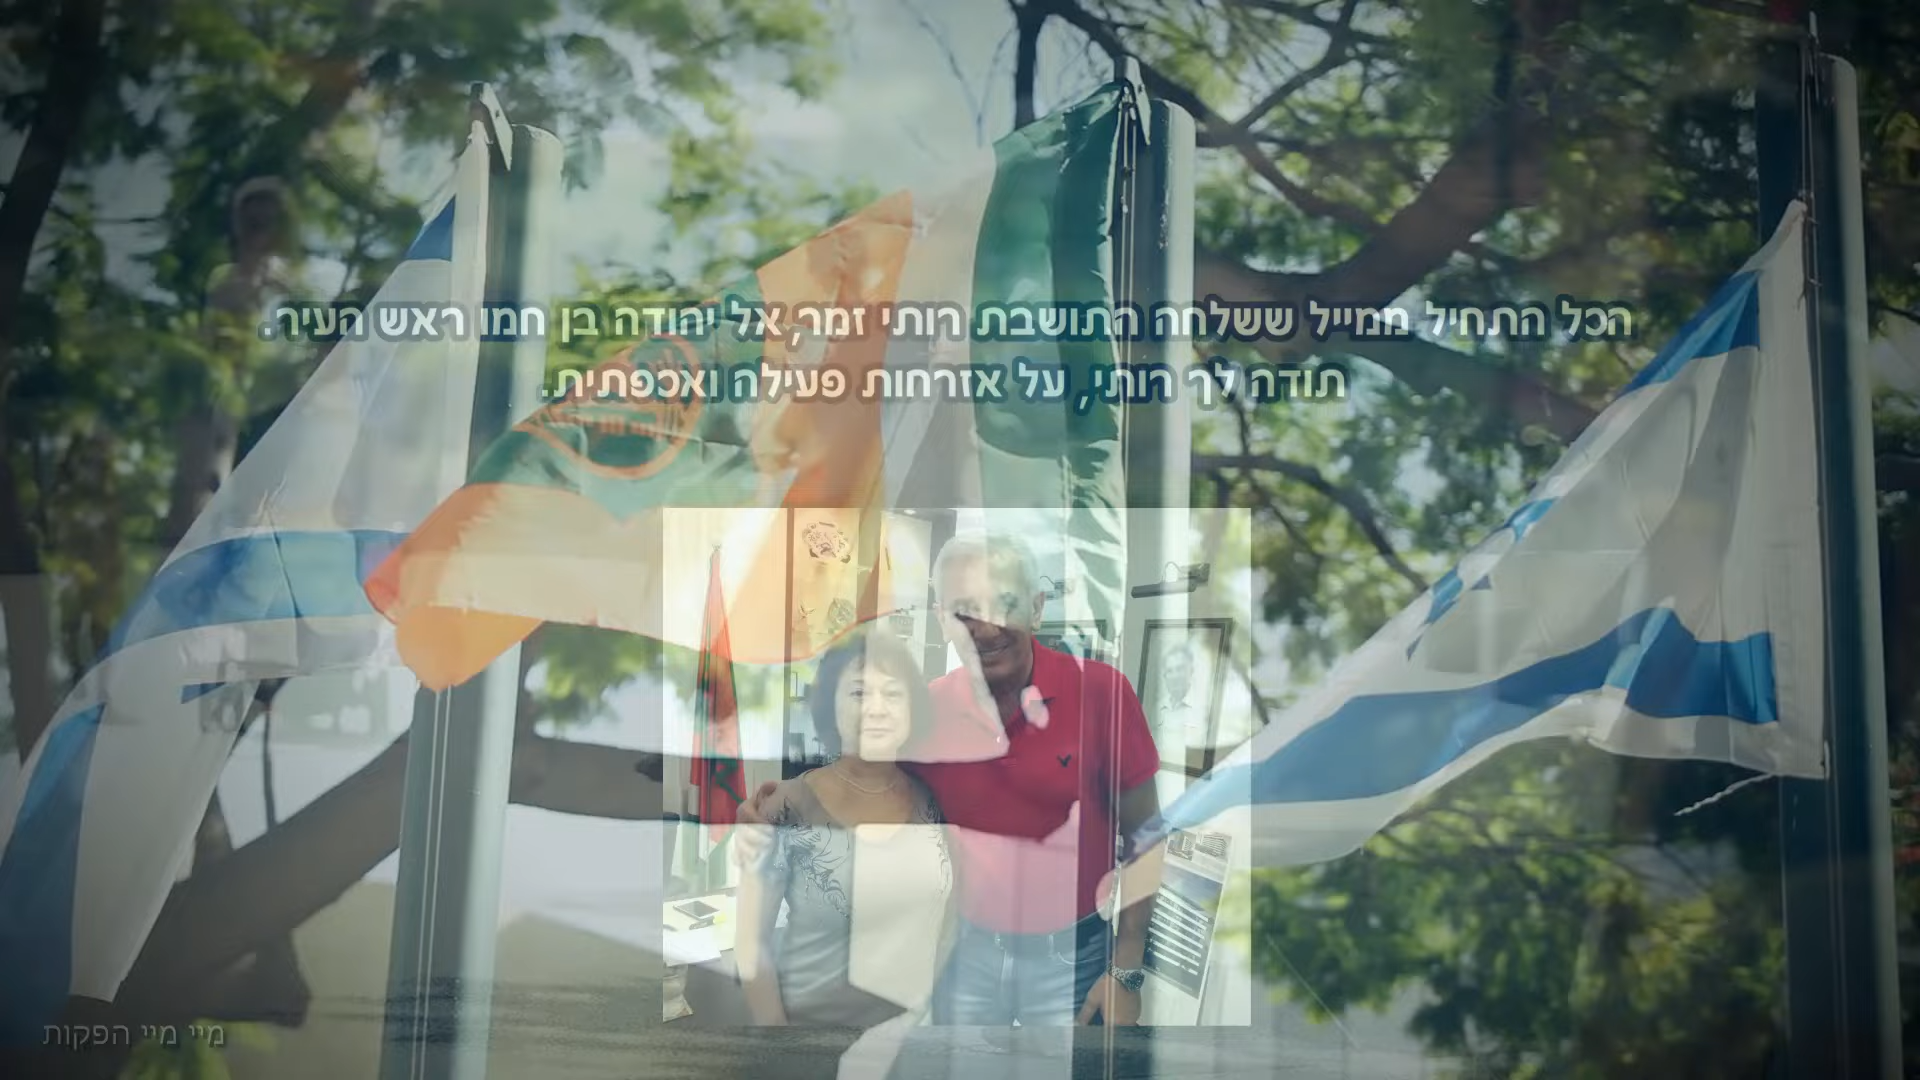 הכל התחיל ממייל ששלחה התושבת רותי זמר,אל יהודה בן חמו ראש העיר.
תודה לך רותי, על אזרחות פעילה ואכפתית.
מיי מיי הפקות